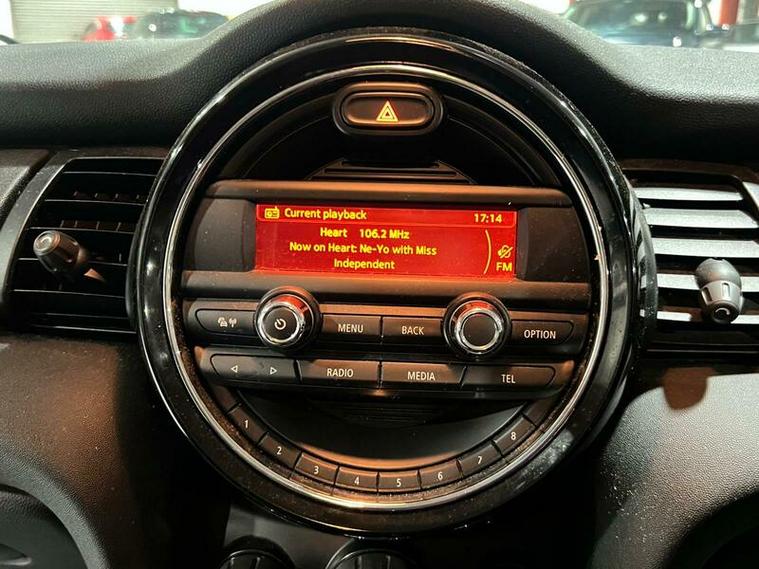 Current playback 17:14
Heart 106.2 MHz
Now on Heart: Ne-Yo with Miss
Independent
FM
MENU BACK OPTION
RADIO MEDIA TEL
1 2 3 4 5 6 7 8